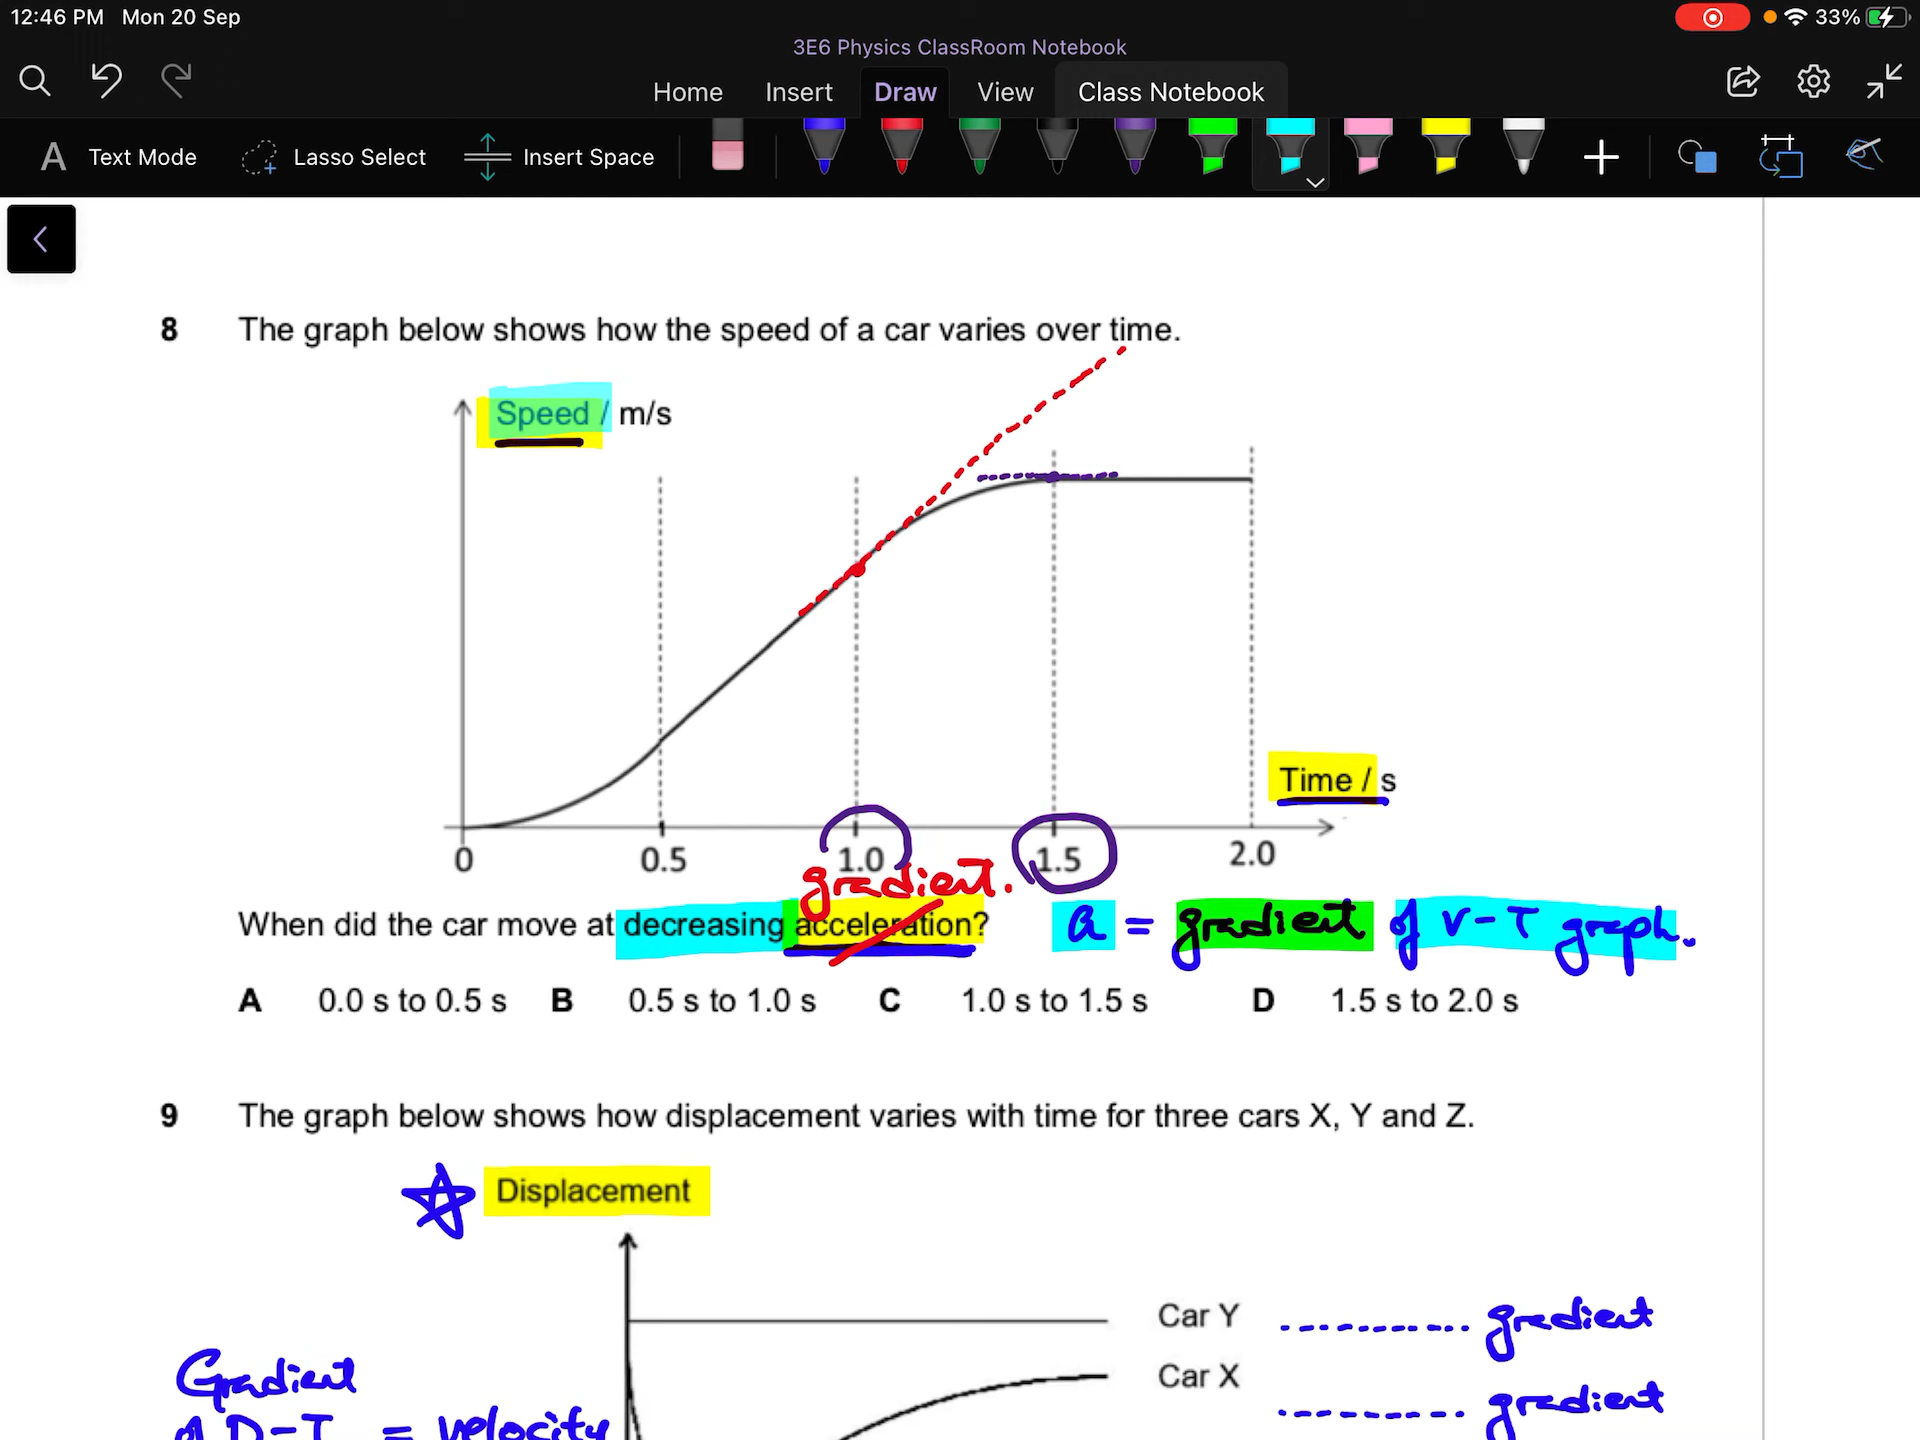 12:46 PM Mon 20 Sep
33%
3E6 Physics ClassRoom Notebook
Home Insert Draw View Class Notebook
A Text Mode Lasso Select Insert Space
8 The graph below shows how the speed of a car varies over time.
Speed / m/s
Time / s
0 0.5 1.0 1.5 2.0
gradient.
When did the car move at decreasing acceleration? a = gradient of V-T graph.
A 0.0 s to 0.5 s B 0.5 s to 1.0 s C 1.0 s to 1.5 s D 1.5 s to 2.0 s
9 The graph below shows how displacement varies with time for three cars X, Y and Z.
Displacement
Car Y gradient
Car X gradient
Gradient
of D-T = velocity